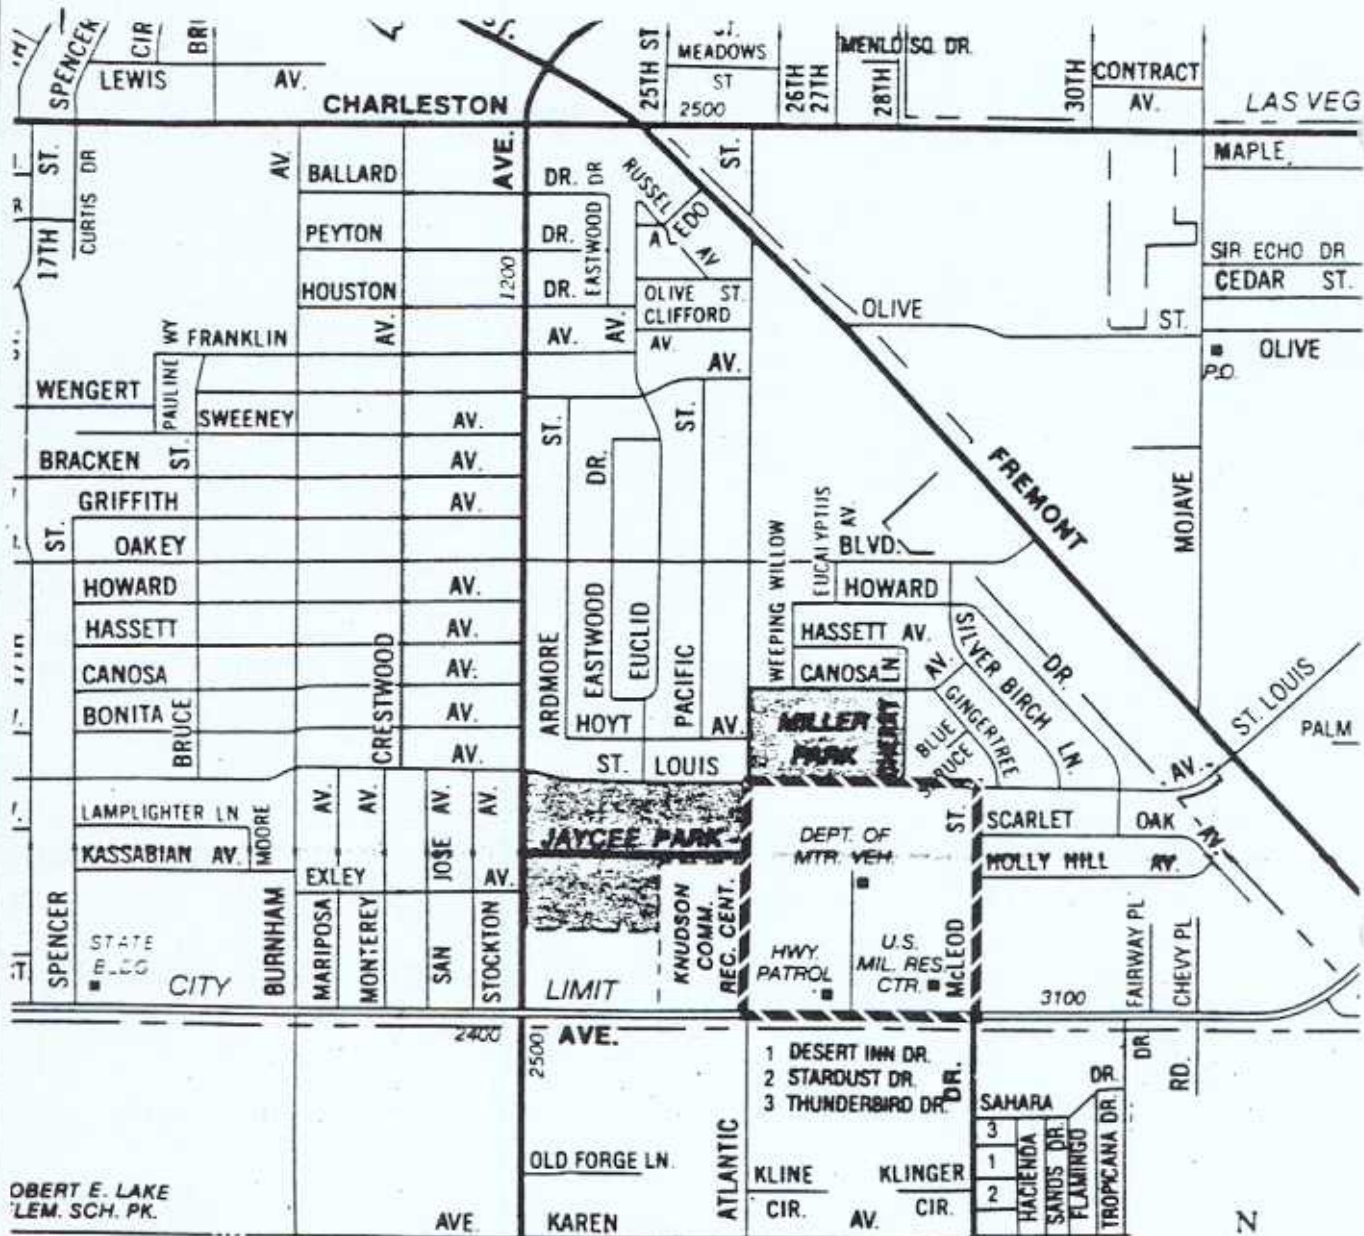 SPENCER
CIR
LEWIS AV.
CHARLESTON
25TH ST
MEADOWS
ST
2500
26TH
27TH
MENLO SQ. DR.
28TH
30TH
CONTRACT
AV.
LAS VEG
17TH ST.
CURTIS DR
AV.
BALLARD
AVE.
DR.
DR
RUSSEL
ST.
MAPLE
PEYTON
DR.
EASTWOOD
EDO
A
AV
SIR ECHO DR
HOUSTON
1200
DR.
OLIVE ST.
CEDAR ST.
CLIFFORD
OLIVE
ST.
WY
FRANKLIN
AV.
AV.
AV.
AV.
AV.
OLIVE
P.O.
WENGERT
PAULINE
SWEENEY
AV.
ST.
ST.
BRACKEN
ST.
AV.
DR.
FREMONT
GRIFFITH
AV.
EUCALYPTUS
AV.
MOJAVE
ST.
OAKEY
BLVD.
HOWARD
AV.
WEEPING WILLOW
HOWARD
HASSETT
AV.
HASSETT AV.
SILVER BIRCH LN.
DR.
CANOSA
AV.
CANOSA
LN
AV.
BONITA
AV.
BRUCE
CRESTWOOD
AV.
ARDMORE
EASTWOOD
EUCLID
PACIFIC
HOYT
AV.
MILLER
PARK
GINGERTREE
BLUE
SPRUCE
ST. LOUIS
PALM
ST. LOUIS
AV.
LAMPLIGHTER LN
MOORE
AV.
AV.
AV.
AV.
JAYCEE PARK
DEPT. OF
MTR. VEH.
ST.
SCARLET OAK
AV.
KASSABIAN AV.
EXLEY
JOSE
AV.
HOLLY HILL AV.
SPENCER
STATE
BLDG
CITY
BURNHAM
MARIPOSA
MONTEREY
SAN
STOCKTON
LIMIT
KNUDSON
COMM.
REC. CENT.
HWY.
PATROL
U.S.
MIL. RES.
CTR.
McLEOD
3100
FAIRWAY PL
CHEVY PL
2400
2500
AVE.
1 DESERT INN DR.
2 STARDUST DR.
3 THUNDERBIRD DR.
DR.
DR.
RD.
SAHARA
DR.
3
1
2
HACIENDA
SANDS DR.
FLAMINGO
TROPICANA DR.
OLD FORGE LN.
ATLANTIC
KLINE
CIR.
KLINGER
CIR.
OBERT E. LAKE
LEM. SCH. PK.
AVE.
KAREN
AV.
N